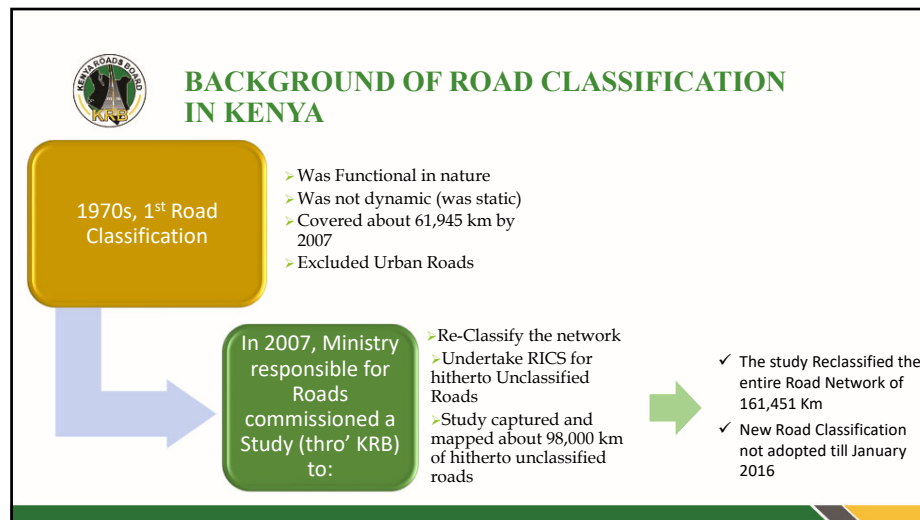 KENYA ROADS BOARD
KRB
BACKGROUND OF ROAD CLASSIFICATION
IN KENYA
1970s, 1st Road
Classification
➢Was Functional in nature
➢Was not dynamic (was static)
➢Covered about 61,945 km by
2007
➢Excluded Urban Roads
In 2007, Ministry
responsible for
Roads
commissioned a
Study (thro’ KRB)
to:
➢Re-Classify the network
➢Undertake RICS for
hitherto Unclassified
Roads
➢Study captured and
mapped about 98,000 km
of hitherto unclassified
roads
✓ The study Reclassified the
entire Road Network of
161,451 Km
✓ New Road Classification
not adopted till January
2016